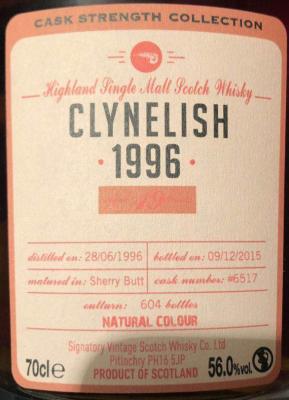 CASK STRENGTH COLLECTION
Highland Single Malt Scotch Whisky
CLYNELISH
· 1996 ·
19
distilled on: 28/06/1996
bottled on: 09/12/2015
matured in: Sherry Butt
cask number: #6517
outturn: 604 bottles
NATURAL COLOUR
Signatory Vintage Scotch Whisky Co. Ltd
Pitlochry PH16 5JP
70cl e
PRODUCT OF SCOTLAND
56.0%vol.